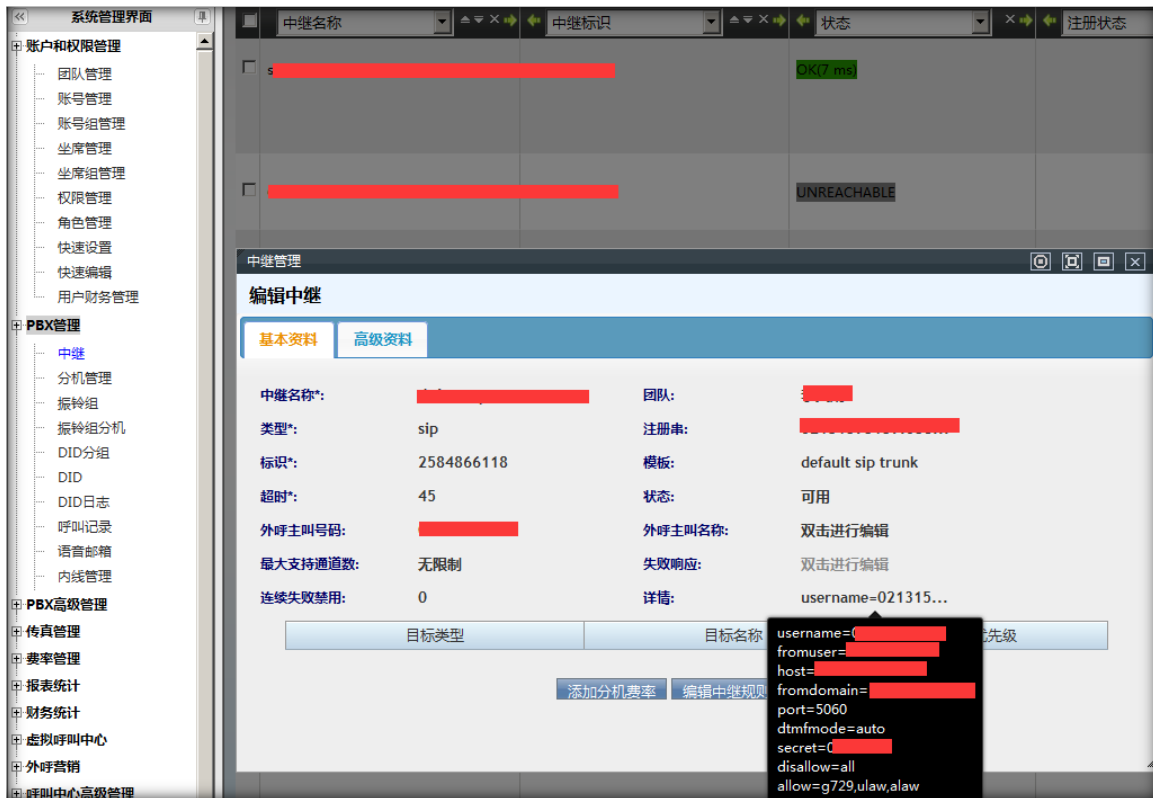 系统管理界面
账户和权限管理
团队管理
账号管理
账号组管理
坐席管理
坐席组管理
权限管理
角色管理
快速设置
快速编辑
用户财务管理
PBX管理
中继
分机管理
振铃组
振铃组分机
DID分组
DID
DID日志
呼叫记录
语音邮箱
内线管理
PBX高级管理
传真管理
费率管理
报表统计
财务统计
虚拟呼叫中心
外呼营销
呼叫中心高级管理
中继名称 中继标识 状态 注册状态
s OK(7 ms)
UNREACHABLE
中继管理
编辑中继
基本资料 高级资料
中继名称*: 团队:
类型*: sip 注册串:
标识*: 2584866118 模板: default sip trunk
超时*: 45 状态: 可用
外呼主叫号码: 外呼主叫名称: 双击进行编辑
最大支持通道数: 无限制 失败响应: 双击进行编辑
连续失败禁用: 0 详情: username=021315...
目标类型 目标名称 先级
添加分机费率 编辑中继规则
username=0
fromuser=
host=
fromdomain=
port=5060
dtmfmode=auto
secret=0
disallow=all
allow=g729,ulaw,alaw